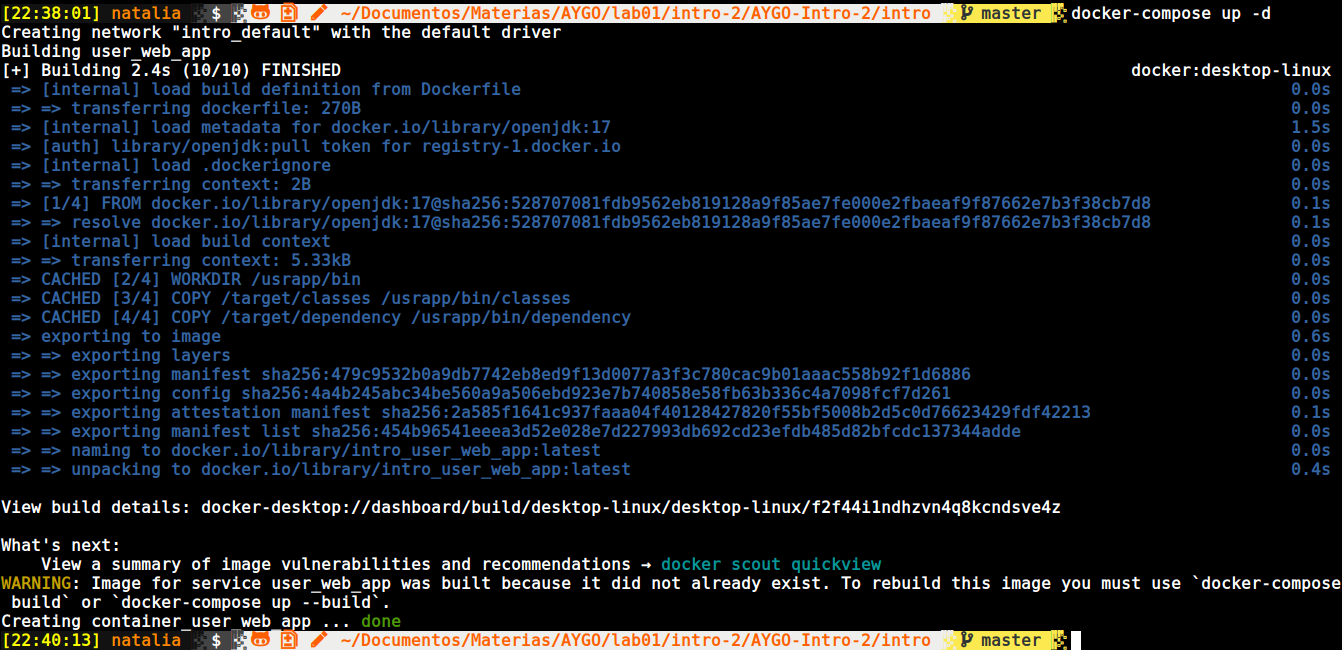 [22:38:01] natalia $ ~/Documentos/Materias/AYGO/lab01/intro-2/AYGO-Intro-2/intro master docker-compose up -d
Creating network "intro_default" with the default driver
Building user_web_app
[+] Building 2.4s (10/10) FINISHED docker:desktop-linux
=> [internal] load build definition from Dockerfile 0.0s
=> => transferring dockerfile: 270B 0.0s
=> [internal] load metadata for docker.io/library/openjdk:17 1.5s
=> [auth] library/openjdk:pull token for registry-1.docker.io 0.0s
=> [internal] load .dockerignore 0.0s
=> => transferring context: 2B 0.0s
=> [1/4] FROM docker.io/library/openjdk:17@sha256:528707081fdb9562eb819128a9f85ae7fe000e2fbaeaf9f87662e7b3f38cb7d8 0.1s
=> => resolve docker.io/library/openjdk:17@sha256:528707081fdb9562eb819128a9f85ae7fe000e2fbaeaf9f87662e7b3f38cb7d8 0.1s
=> [internal] load build context 0.0s
=> => transferring context: 5.33kB 0.0s
=> CACHED [2/4] WORKDIR /usrapp/bin 0.0s
=> CACHED [3/4] COPY /target/classes /usrapp/bin/classes 0.0s
=> CACHED [4/4] COPY /target/dependency /usrapp/bin/dependency 0.0s
=> exporting to image 0.6s
=> => exporting layers 0.0s
=> => exporting manifest sha256:479c9532b0a9db7742eb8ed9f13d0077a3f3c780cac9b01aaac558b92f1d6886 0.0s
=> => exporting config sha256:4a4b245abc34be560a9a506ebd923e7b740858e58fb63b336c4a7098fcf7d261 0.0s
=> => exporting attestation manifest sha256:2a585f1641c937faaa04f40128427820f55bf5008b2d5c0d76623429fdf42213 0.1s
=> => exporting manifest list sha256:454b96541eeea3d52e028e7d227993db692cd23efdb485d82bfcdc137344adde 0.0s
=> => naming to docker.io/library/intro_user_web_app:latest 0.0s
=> => unpacking to docker.io/library/intro_user_web_app:latest 0.4s
View build details: docker-desktop://dashboard/build/desktop-linux/desktop-linux/f2f44i1ndhzvn4q8kcndsve4z
What's next:
View a summary of image vulnerabilities and recommendations → docker scout quickview
WARNING: Image for service user_web_app was built because it did not already exist. To rebuild this image you must use `docker-compose
build` or `docker-compose up --build`.
Creating container_user_web_app ... done
[22:40:13] natalia $ ~/Documentos/Materias/AYGO/lab01/intro-2/AYGO-Intro-2/intro master